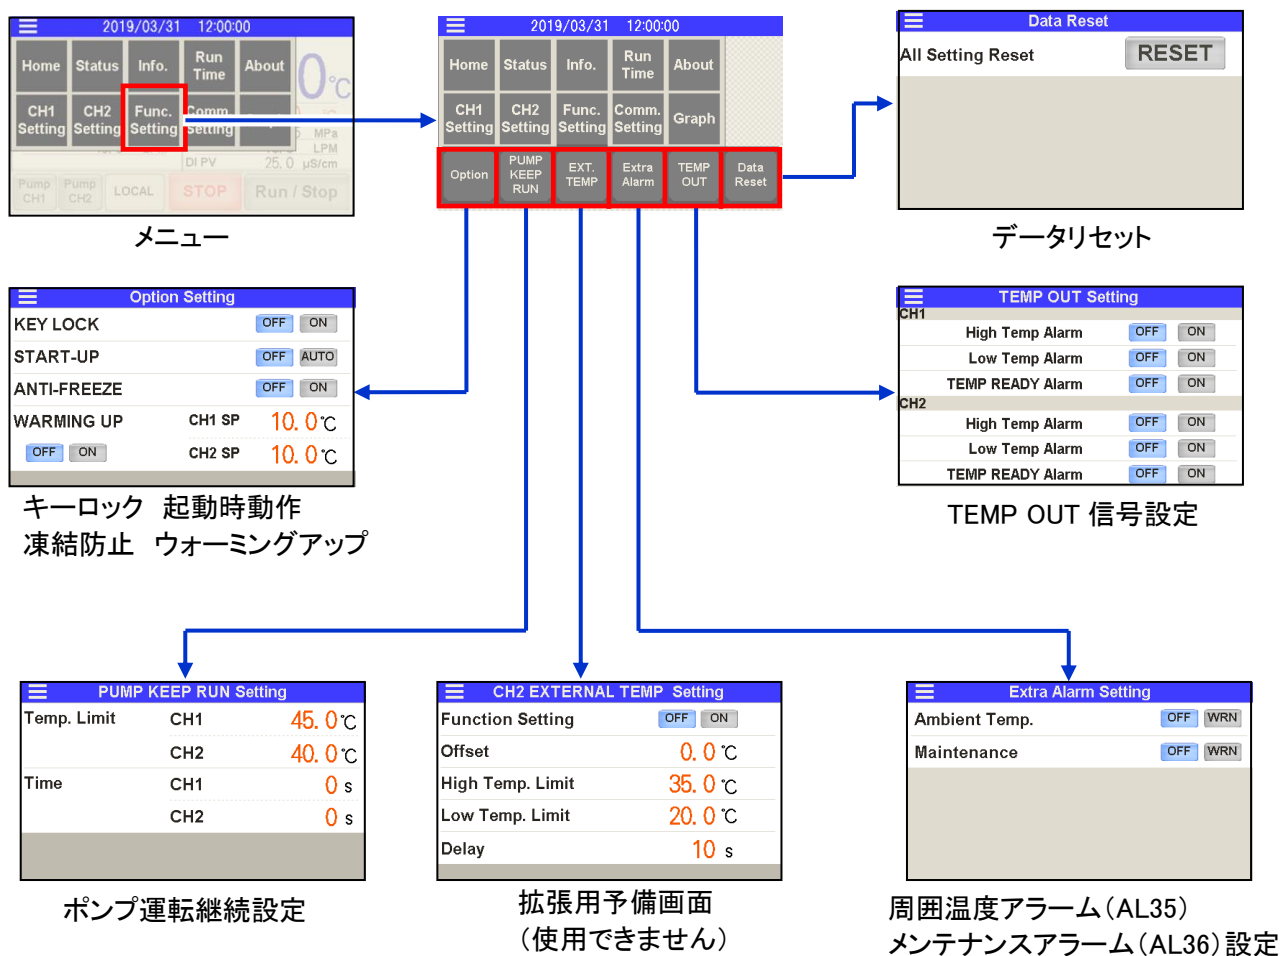 2019/03/31 12:00:00
Home Status Info. Run Time About
0℃
CH1 Setting CH2 Setting Func. Setting Comm. Setting
MPa
LPM
DI PV 25.0 μS/cm
Pump CH1 Pump CH2 LOCAL STOP Run / Stop
メニュー
2019/03/31 12:00:00
Home Status Info. Run Time About
CH1 Setting CH2 Setting Func. Setting Comm. Setting Graph
Option PUMP KEEP RUN EXT. TEMP Extra Alarm TEMP OUT Data Reset
Data Reset
All Setting Reset RESET
データリセット
Option Setting
KEY LOCK OFF ON
START-UP OFF AUTO
ANTI-FREEZE OFF ON
WARMING UP CH1 SP 10.0℃
OFF ON CH2 SP 10.0℃
キーロック 起動時動作
凍結防止 ウォーミングアップ
TEMP OUT Setting
CH1
High Temp Alarm OFF ON
Low Temp Alarm OFF ON
TEMP READY Alarm OFF ON
CH2
High Temp Alarm OFF ON
Low Temp Alarm OFF ON
TEMP READY Alarm OFF ON
TEMP OUT 信号設定
PUMP KEEP RUN Setting
Temp. Limit CH1 45.0℃
CH2 40.0℃
Time CH1 0 s
CH2 0 s
ポンプ運転継続設定
CH2 EXTERNAL TEMP Setting
Function Setting OFF ON
Offset 0.0 ℃
High Temp. Limit 35.0 ℃
Low Temp. Limit 20.0 ℃
Delay 10 s
拡張用予備画面
（使用できません）
Extra Alarm Setting
Ambient Temp. OFF WRN
Maintenance OFF WRN
周囲温度アラーム（AL35）
メンテナンスアラーム（AL36）設定